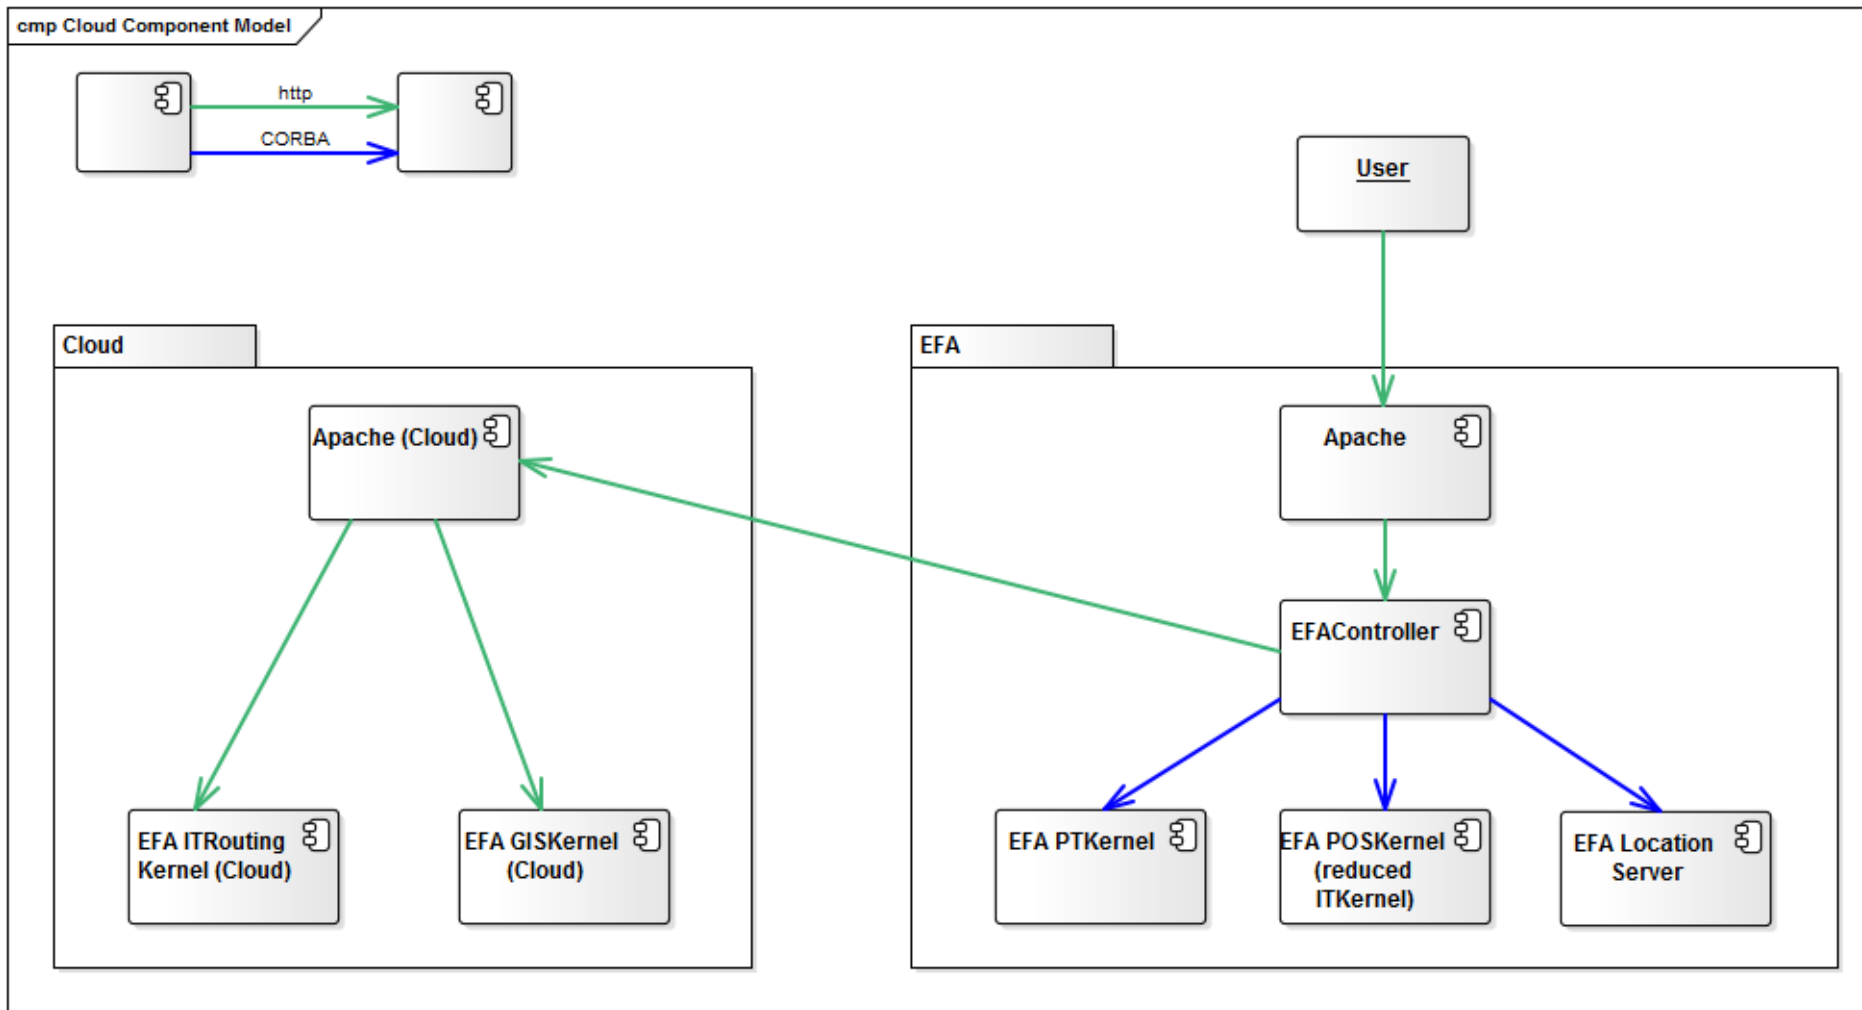 cmp Cloud Component Model
http
CORBA
User
Cloud
EFA
Apache (Cloud)
Apache
EFAController
EFA ITRouting
Kernel (Cloud)
EFA GISKernel
(Cloud)
EFA PTKernel
EFA POSKernel
(reduced
ITKernel)
EFA Location
Server